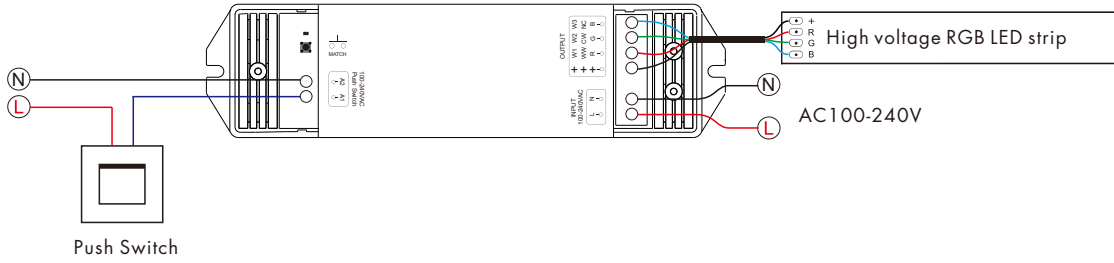 N
L
Push Switch
MATCH
A2
A1
Push Switch
100-240VAC
OUTPUT
W3 NC B
W2 CW G
W1 WW R
+ + +
INPUT
100-240VAC
N
L
+
R
G
B
High voltage RGB LED strip
N
L
AC100-240V